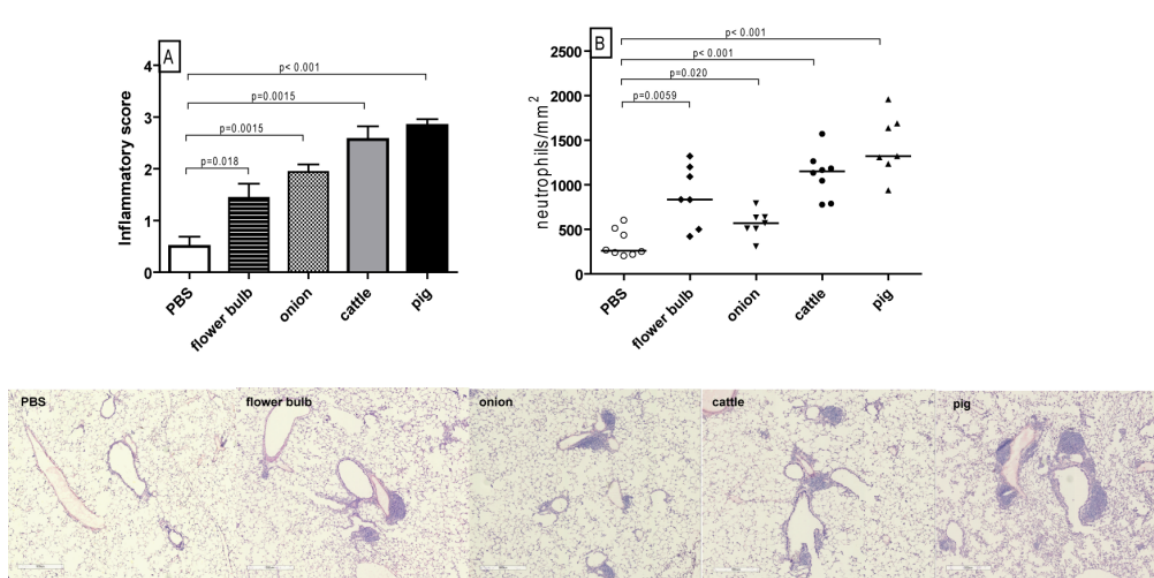 A
Inflammatory score
4
3
2
1
0
p< 0.001
p=0.0015
p=0.0015
p=0.018
PBS
flower bulb
onion
cattle
pig
B
neutrophils/mm²
2500
2000
1500
1000
500
0
p< 0.001
p< 0.001
p=0.020
p=0.0059
PBS
flower bulb
onion
cattle
pig
PBS
flower bulb
onion
cattle
pig